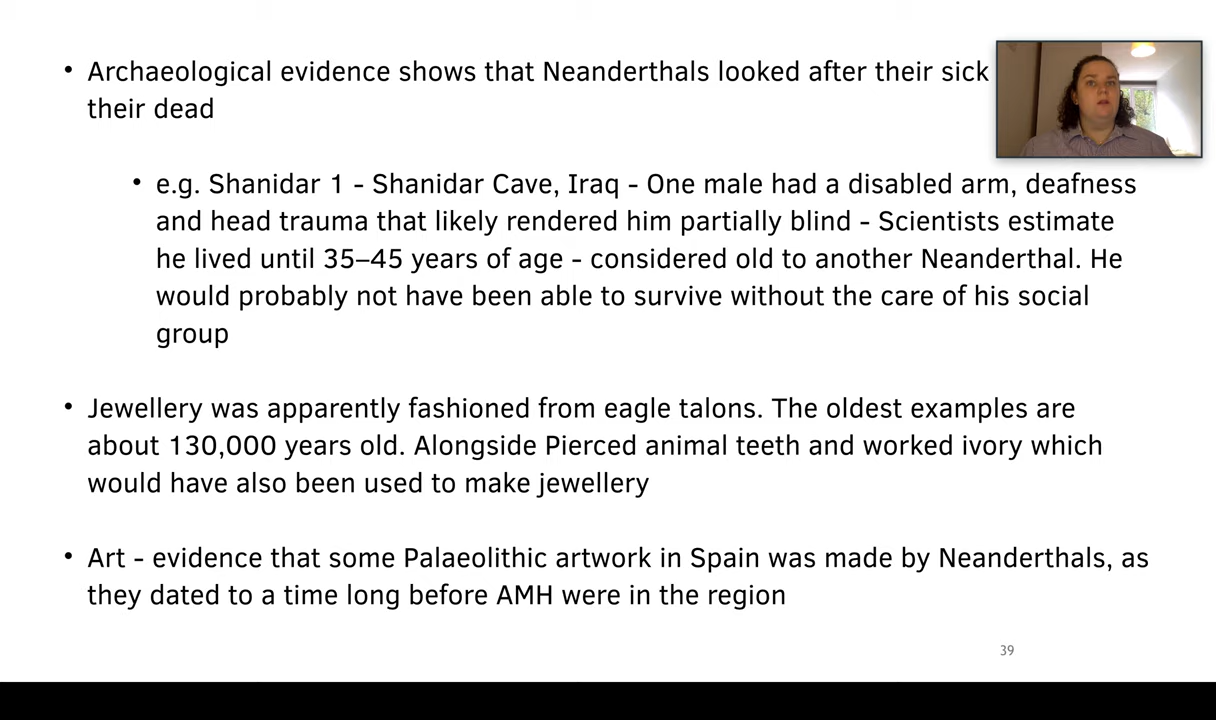 • Archaeological evidence shows that Neanderthals looked after their sick
their dead
• e.g. Shanidar 1 - Shanidar Cave, Iraq - One male had a disabled arm, deafness
and head trauma that likely rendered him partially blind - Scientists estimate
he lived until 35–45 years of age - considered old to another Neanderthal. He
would probably not have been able to survive without the care of his social
group
• Jewellery was apparently fashioned from eagle talons. The oldest examples are
about 130,000 years old. Alongside Pierced animal teeth and worked ivory which
would have also been used to make jewellery
• Art - evidence that some Palaeolithic artwork in Spain was made by Neanderthals, as
they dated to a time long before AMH were in the region
39